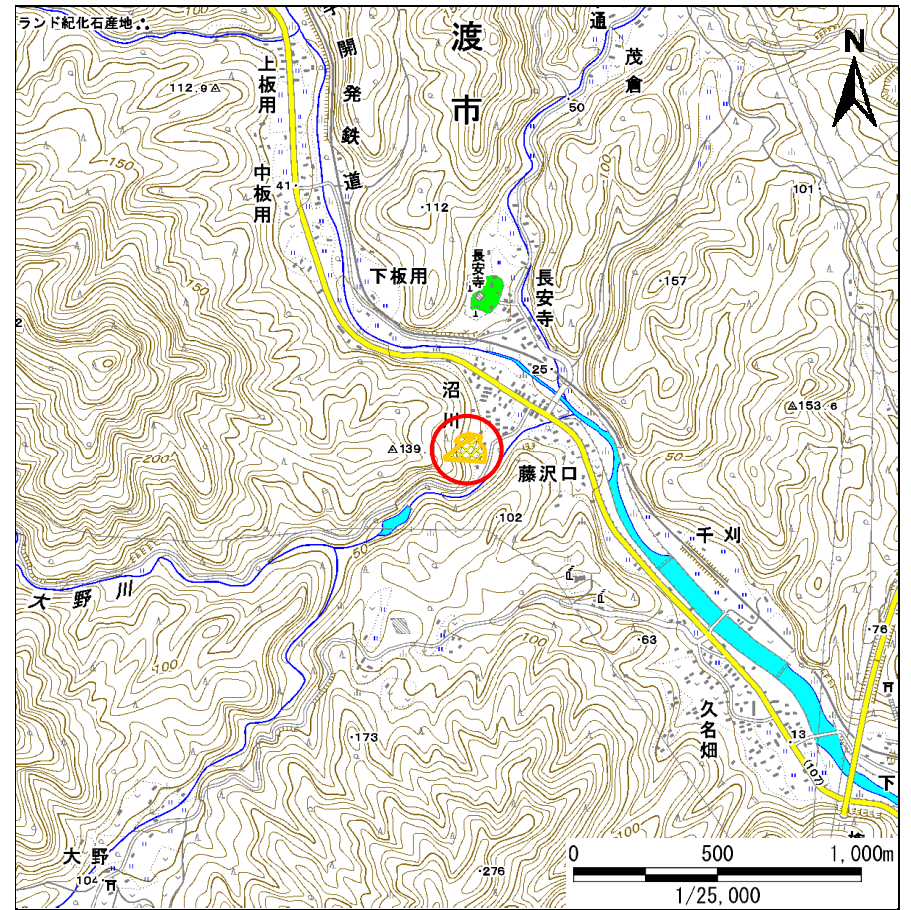 ランド紀化石産地
開発鉄道
渡市
通
茂倉
N
上板用
112.9
50
150
中板用
41
100
101
112
下板用
長安寺
長安寺
157
150
25
沼川
153.6
139
200
藤沢口
50
102
千刈
50
大野川
100
63
76
100
久名畑
173
13
(107)
下
100
大野
104
276
0 500 1,000m
1/25,000